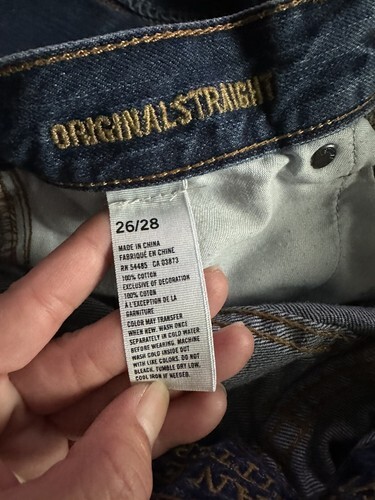 ORIGINALSTRAIGHT
26/28
MADE IN CHINA
FABRIQUÉ EN CHINE
RN 54485 CA 03873
100% COTTON
EXCLUSIVE OF DECORATION
100% COTON
À L'EXCEPTION DE LA
GARNITURE
COLOR MAY TRANSFER
WHEN NEW. WASH ONCE
SEPARATELY IN COLD WATER
BEFORE WEARING. MACHINE
WASH COLD INSIDE OUT
WITH LIKE COLORS. DO NOT
BLEACH. TUMBLE DRY LOW.
COOL IRON IF NEEDED.